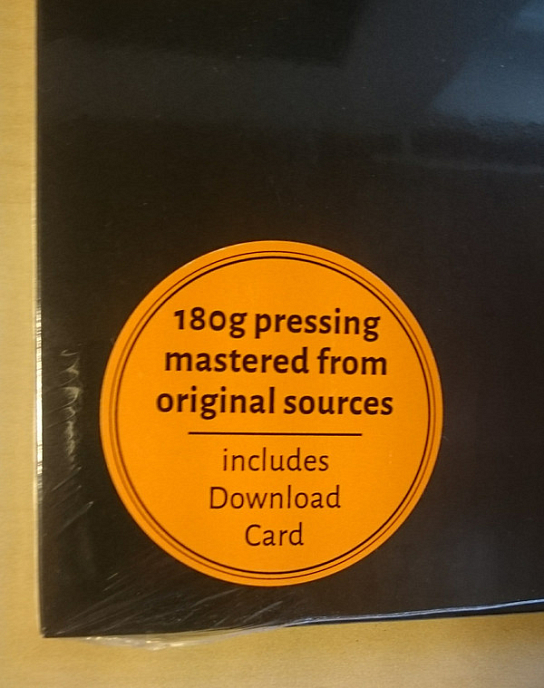 180g pressing
mastered from
original sources
includes
Download
Card